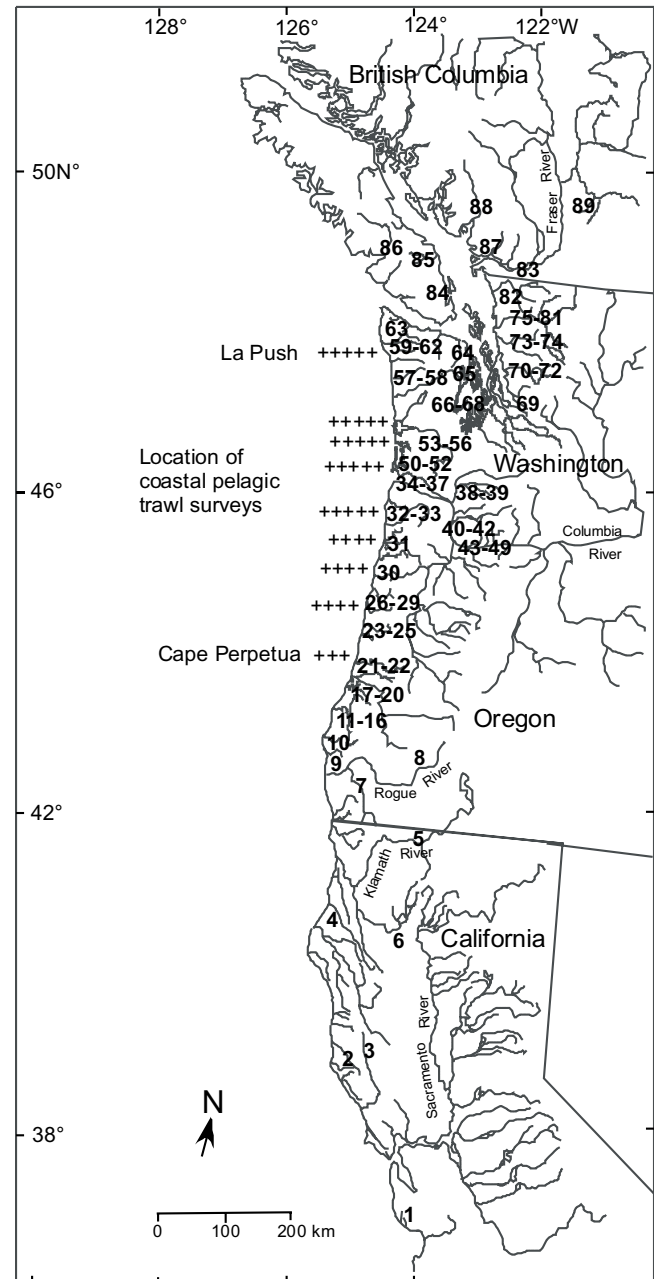 128° 126° 124° 122°W
British Columbia
50N°
Fraser River
88
89
86
87
85
83
84
82
63
75-81
La Push +++++
59-62
64
73-74
57-58
65
70-72
66-68
69
+++++
+++++
53-56
Location of
coastal pelagic
trawl surveys
+++++
50-52
Washington
46°
34-37
38-39
+++++
32-33
40-42
Columbia
River
++++
31
43-49
++++
30
++++
26-29
23-25
Cape Perpetua +++
21-22
17-20
11-16
Oregon
10
9
8
7
Rogue River
42°
5
Klamath River
4
6
California
Sacramento River
2
3
N
38°
1
0 100 200 km